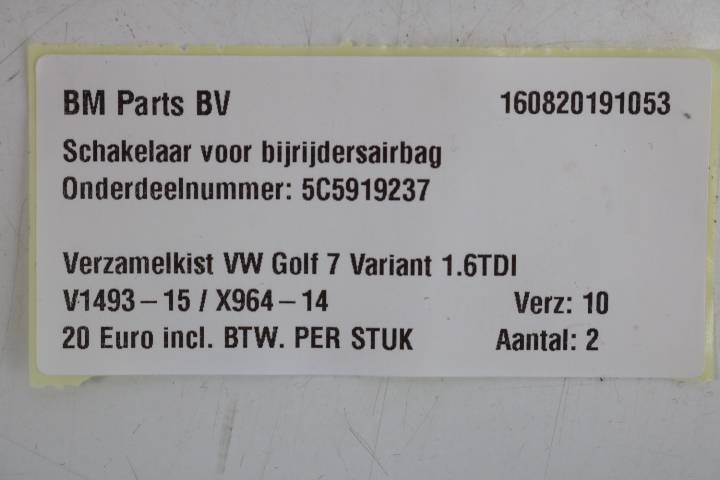 BM Parts BV 160820191053
Schakelaar voor bijrijdersairbag
Onderdeelnummer: 5C5919237
Verzamelkist VW Golf 7 Variant 1.6TDI
V1493-15 / X964-14 Verz: 10
20 Euro incl. BTW. PER STUK Aantal: 2